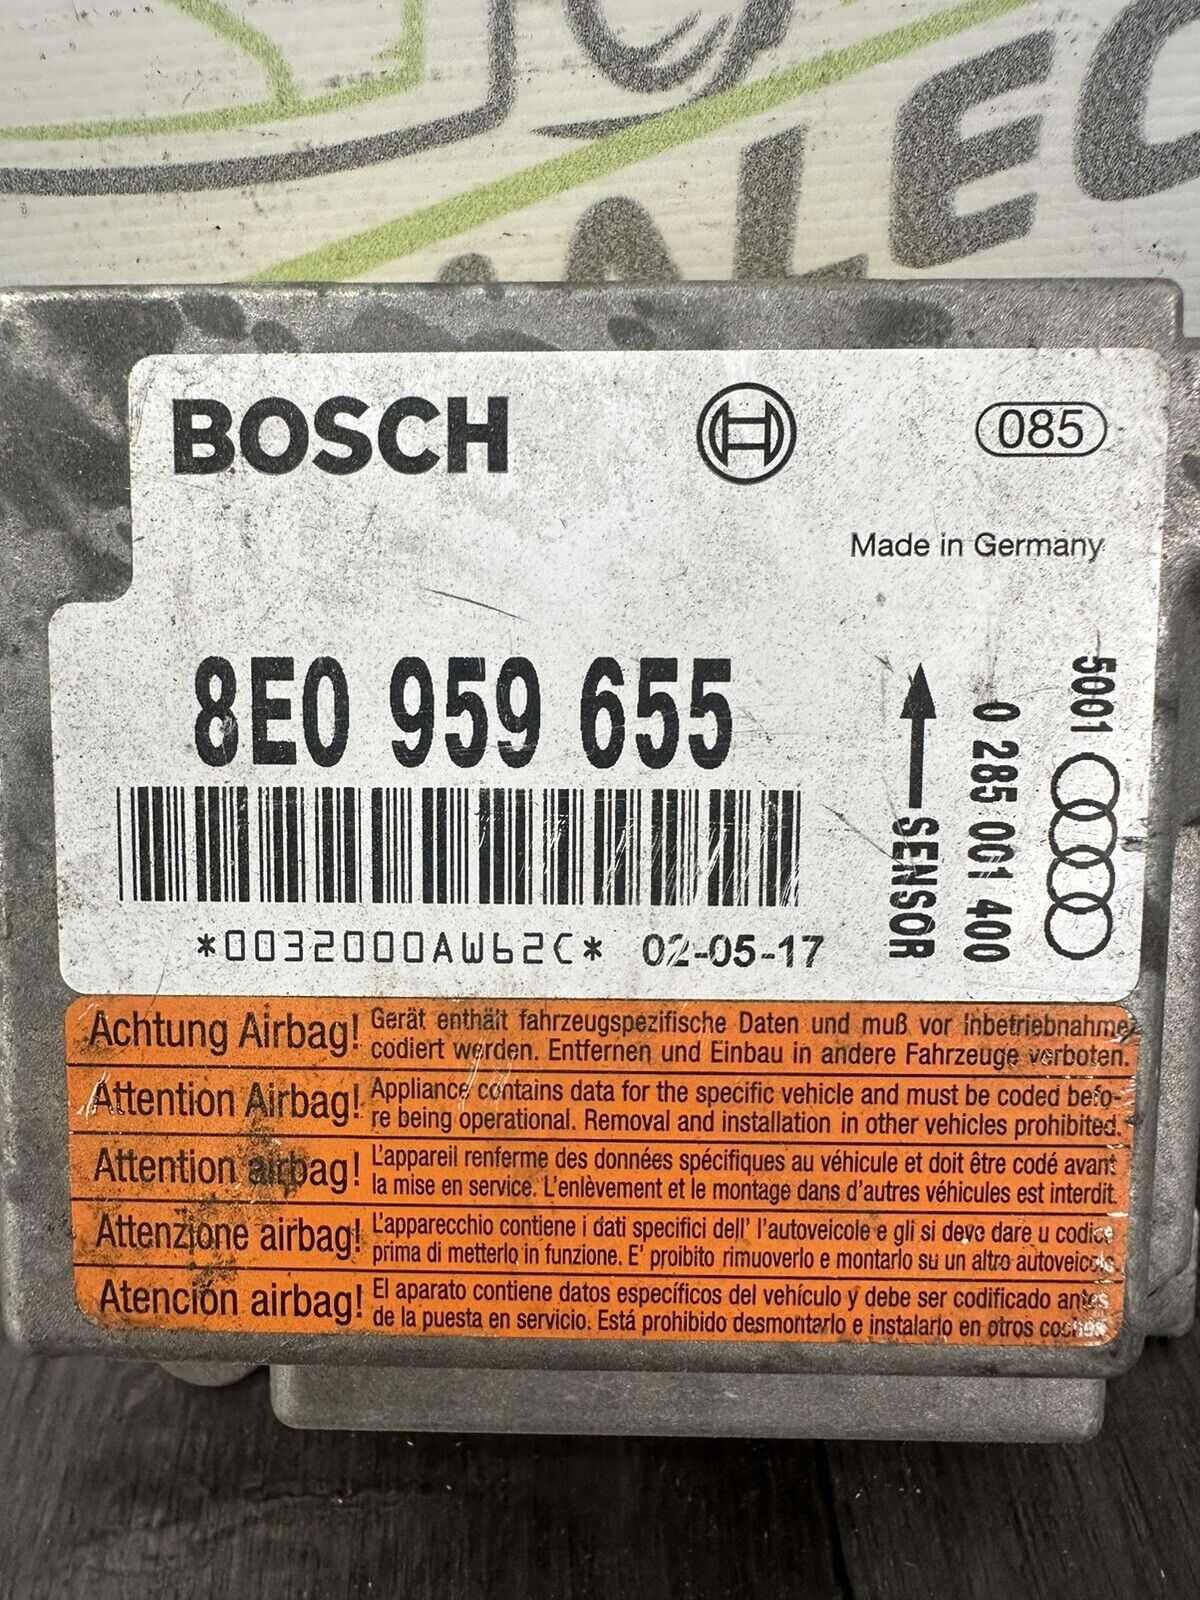 ALEC
BOSCH
085
Made in Germany
8E0 959 655
5001
0 285 001 400
SENSOR
*0032000AW62C* 02-05-17
Achtung Airbag! Gerät enthält fahrzeugspezifische Daten und muß vor Inbetriebnahme
codiert werden. Entfernen und Einbau in andere Fahrzeuge verboten.
Attention Airbag! Appliance contains data for the specific vehicle and must be coded befo-
re being operational. Removal and installation in other vehicles prohibited.
Attention airbag! L'appareil renferme des données spécifiques au véhicule et doit être codé avant
la mise en service. L'enlèvement et le montage dans d'autres véhicules est interdit.
Attenzione airbag! L'apparecchio contiene i dati specifici dell' l'autoveicole e gli si deve dare u codice
prima di metterlo in funzione. E' proibito rimuoverlo e montarlo su un altro autoveicolo.
Atención airbag! El aparato contiene datos específicos del vehículo y debe ser codificado antes
de la puesta en servicio. Está prohibido desmontarlo e instalarlo en otros coches